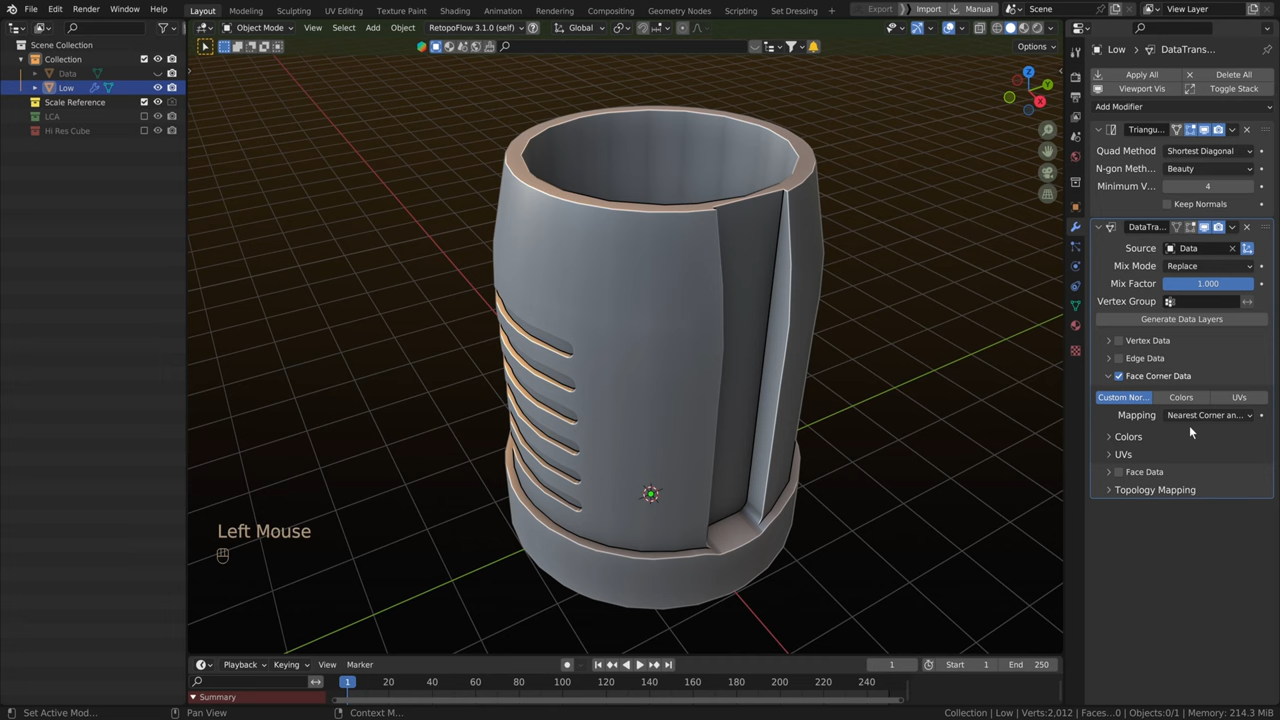 File Edit Render Window Help Layout Modeling Sculpting UV Editing Texture Paint Shading Animation Rendering Compositing Geometry Nodes Scripting Set Dressing Export Import Manual Scene View Layer
Object Mode View Select Add Object RetopoFlow 3.1.0 (self) Global
Options
Scene Collection
Collection
Data
Low
Scale Reference
LCA
Hi Res Cube
Low > DataTrans...
Apply All Delete All
Viewport Vis Toggle Stack
Add Modifier
Triangu...
Quad Method Shortest Diagonal
N-gon Meth... Beauty
Minimum V... 4
Keep Normals
DataTra...
Source Data
Mix Mode Replace
Mix Factor 1.000
Vertex Group
Generate Data Layers
Vertex Data
Edge Data
Face Corner Data
Custom Nor... Colors UVs
Mapping Nearest Corner an...
Colors
UVs
Face Data
Topology Mapping
Z
Y
X
Left Mouse
Playback Keying View Marker 1 Start 1 End 250
1 20 40 60 80 100 120 140 160 180 200 220 240
Summary
Set Active Mod... Pan View Context M... Collection | Low | Verts:2,012 | Faces...0 | Objects:0/1 | Memory: 214.3 MiB